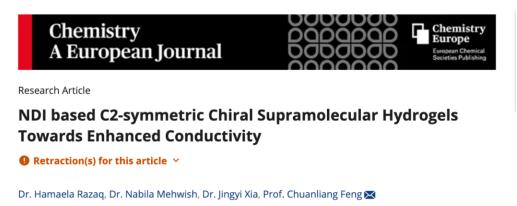 Chemistry
A European Journal
Chemistry
Europe
European Chemical
Societies Publishing
Research Article
NDI based C2-symmetric Chiral Supramolecular Hydrogels
Towards Enhanced Conductivity
Retraction(s) for this article
Dr. Hamaela Razaq, Dr. Nabila Mehwish, Dr. Jingyi Xia, Prof. Chuanliang Feng